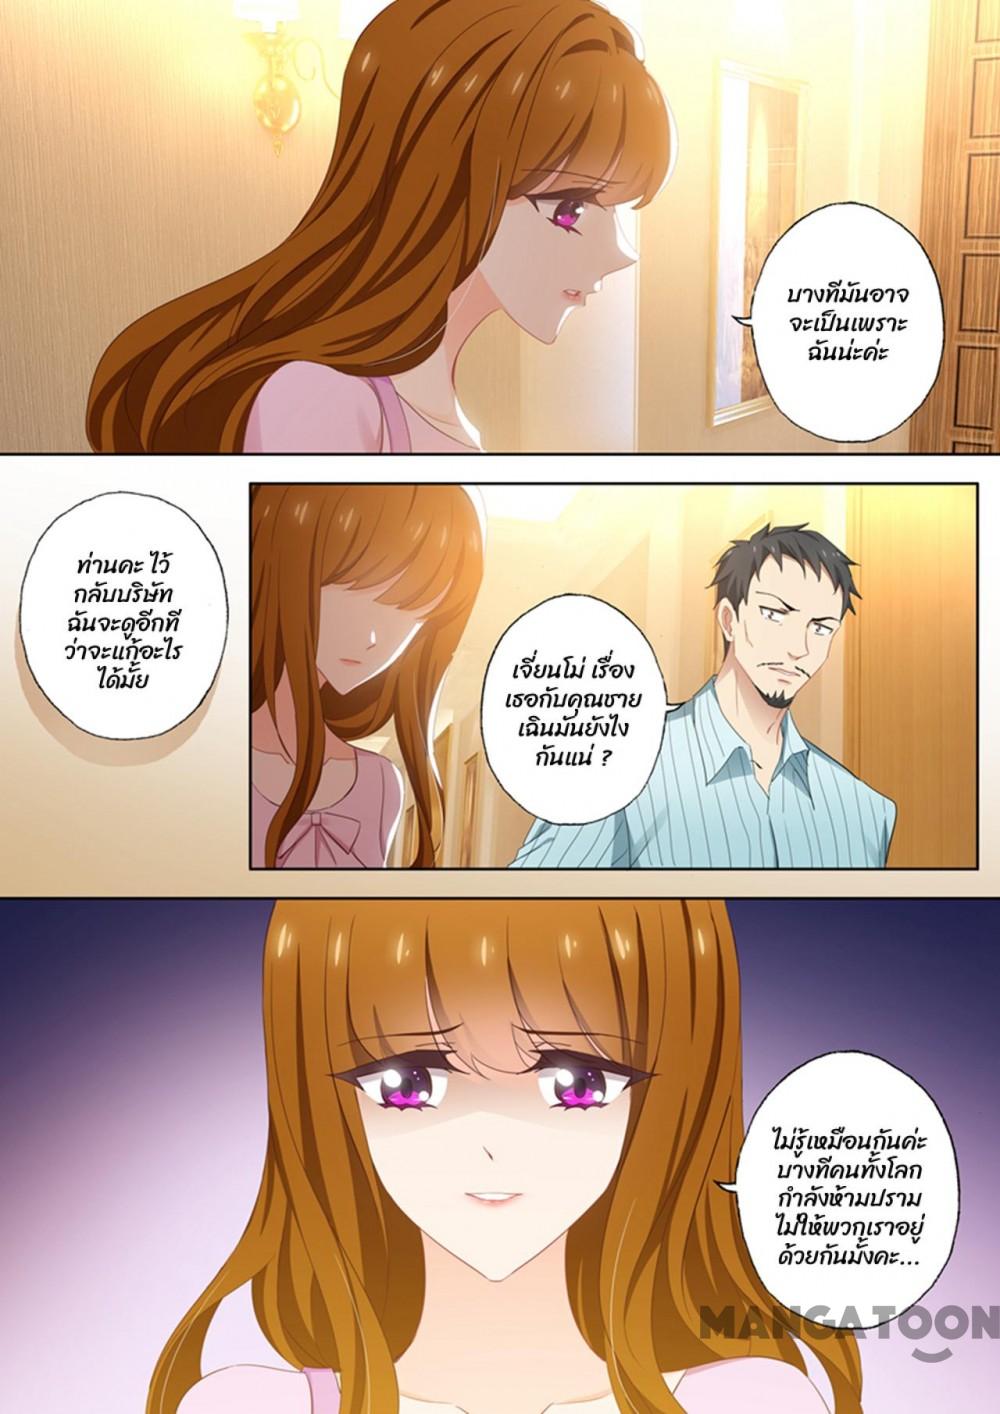 บางทีมันอาจ
จะเป็นเพราะ
ฉันน่ะค่ะ
ท่านคะ ไว้
กลับบริษัท
ฉันจะดูอีกที
ว่าจะแก้อะไร
ได้มั้ย
เจี่ยนโม่ เรื่อง
เธอกับคุณชาย
เฉินมันยังไง
กันแน่ ?
ไม่รู้เหมือนกันค่ะ
บางทีคนทั้งโลก
กำลังห้ามปราม
ไม่ให้พวกเราอยู่
ด้วยกันมั้งคะ...
MANGATOON